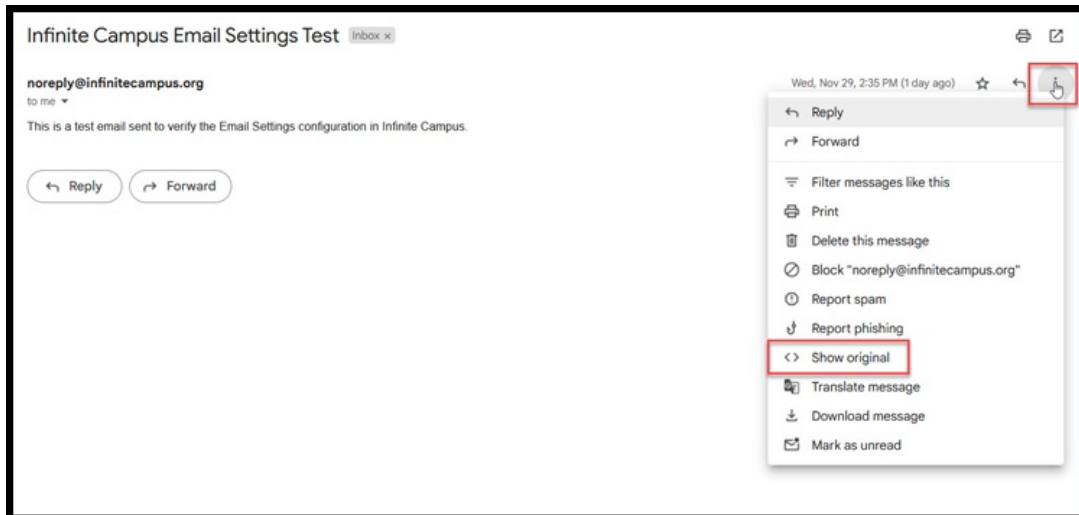 Infinite Campus Email Settings Test Inbox ×
noreply@infinitecampus.org Wed, Nov 29, 2:35 PM (1 day ago)
to me
This is a test email sent to verify the Email Settings configuration in Infinite Campus.
Reply Forward
Reply
Forward
Filter messages like this
Print
Delete this message
Block "noreply@infinitecampus.org"
Report spam
Report phishing
Show original
Translate message
Download message
Mark as unread